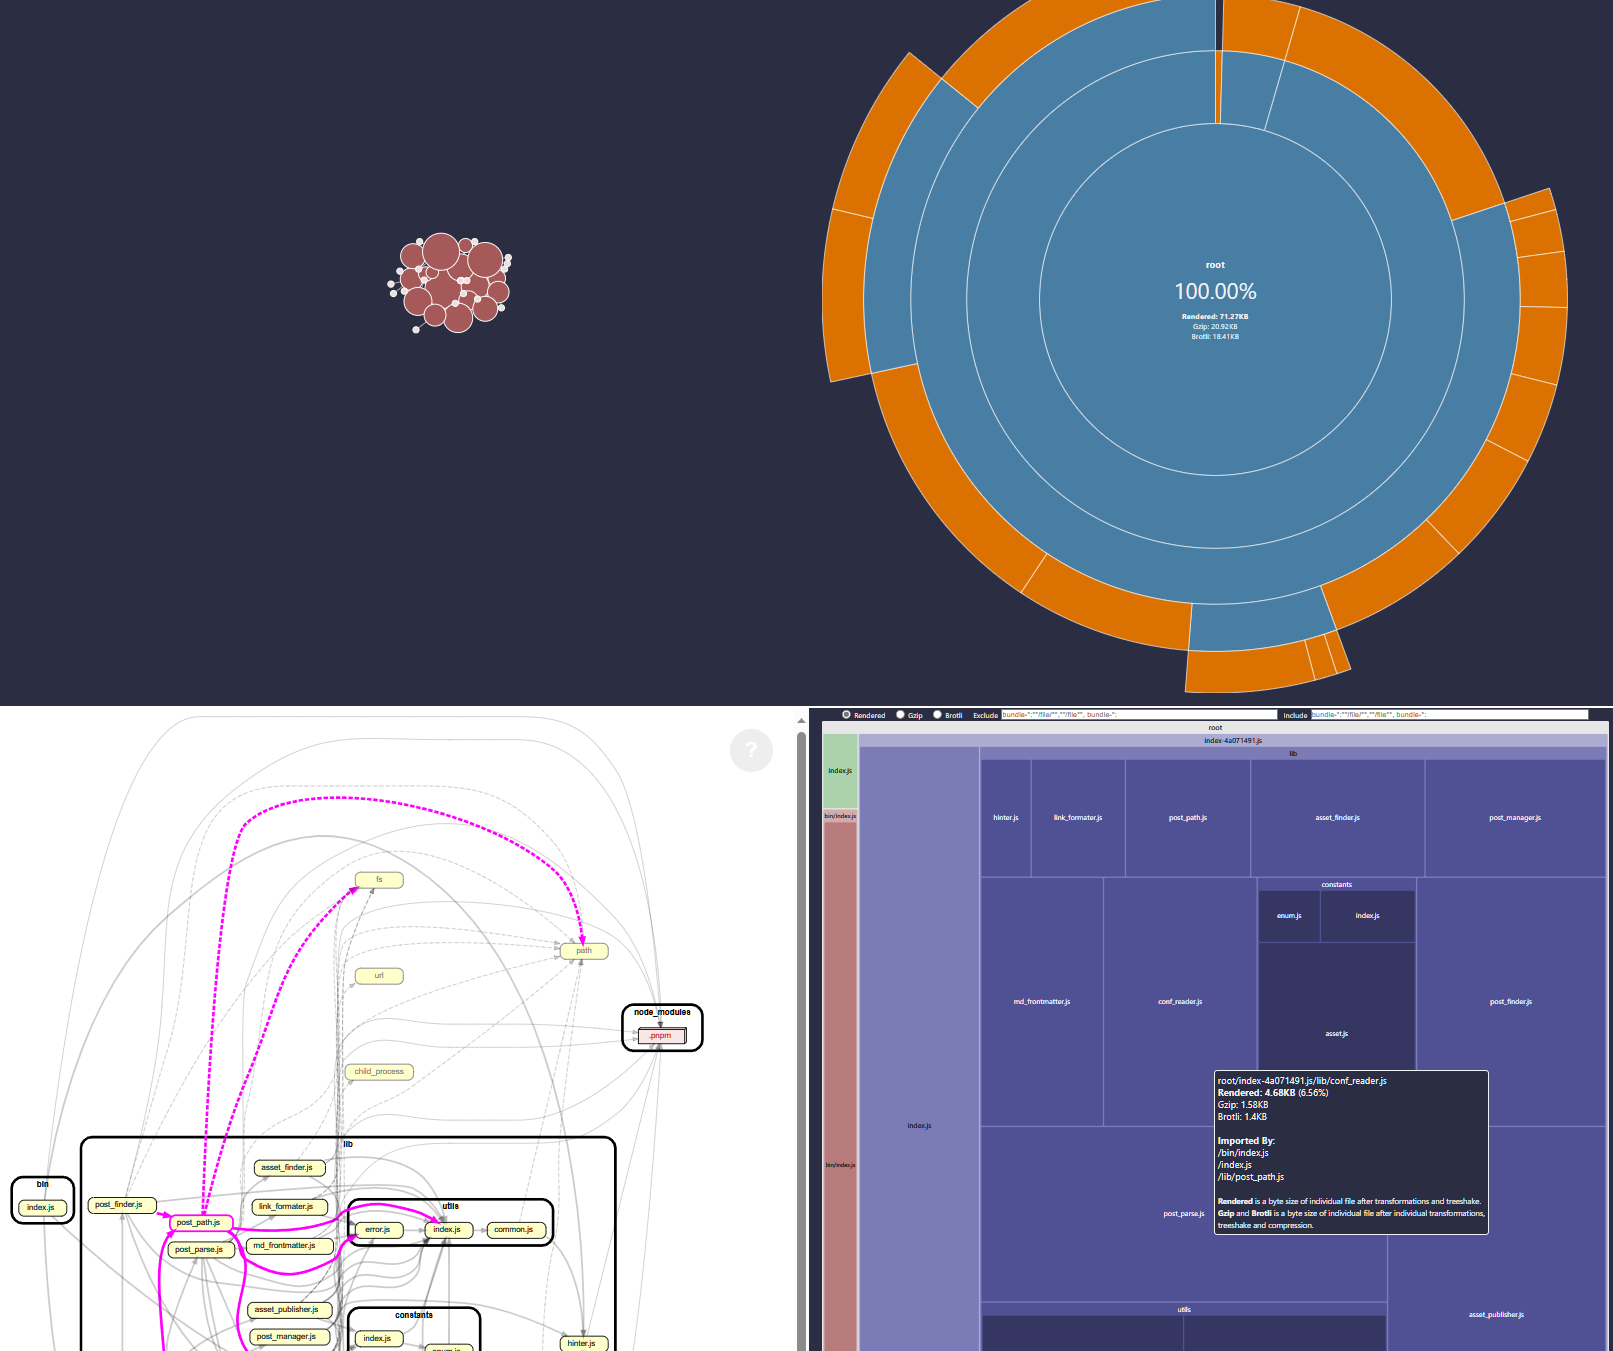 root
100.00%
Rendered: 71.27KB
Gzip: 20.92KB
Brotli: 18.41KB
?
fs
path
url
node_modules
.pnpm
child_process
lib
asset_finder.js
bin
index.js
post_finder.js
link_formater.js
utils
post_path.js
error.js
index.js
common.js
post_parse.js
md_frontmatter.js
asset_publisher.js
constants
post_manager.js
index.js
hinter.js
Rendered Gzip Brotli Exclude bundle-*:**/file/**,**/file**, bundle-*: Include bundle-*:**/file/**,**/file**, bundle-*:
root
index-4a071491.js
lib
index.js
bin/index.js
hinter.js
link_formater.js
post_path.js
asset_finder.js
post_manager.js
constants
enum.js
index.js
md_frontmatter.js
conf_reader.js
post_finder.js
asset.js
root/index-4a071491.js/lib/conf_reader.js
Rendered: 4.68KB (6.56%)
Gzip: 1.58KB
Brotli: 1.4KB
Imported By:
/bin/index.js
/index.js
/lib/post_path.js
Rendered is a byte size of individual file after transformations and treeshake.
Gzip and Brotli is a byte size of individual file after individual transformations,
treeshake and compression.
index.js
bin/index.js
post_parse.js
utils
asset_publisher.js